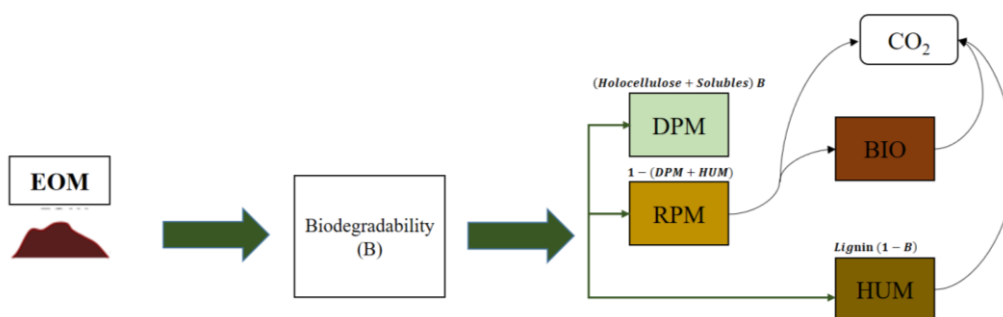 CO₂
(Holocellulose + Solubles) B
DPM
BIO
EOM
1 − (DPM + HUM)
RPM
Biodegradability
(B)
Lignin (1 − B)
HUM